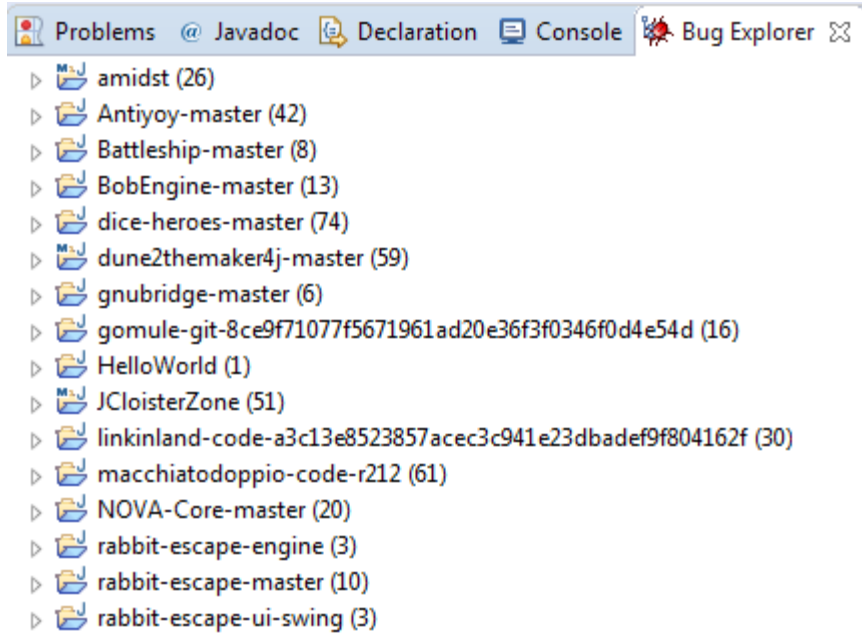 Problems @ Javadoc Declaration Console Bug Explorer
amidst (26)
Antiyoy-master (42)
Battleship-master (8)
BobEngine-master (13)
dice-heroes-master (74)
dune2themaker4j-master (59)
gnubridge-master (6)
gomule-git-8ce9f71077f5671961ad20e36f3f0346f0d4e54d (16)
HelloWorld (1)
JCloisterZone (51)
linkinland-code-a3c13e8523857acec3c941e23dbadef9f804162f (30)
macchiatodoppio-code-r212 (61)
NOVA-Core-master (20)
rabbit-escape-engine (3)
rabbit-escape-master (10)
rabbit-escape-ui-swing (3)